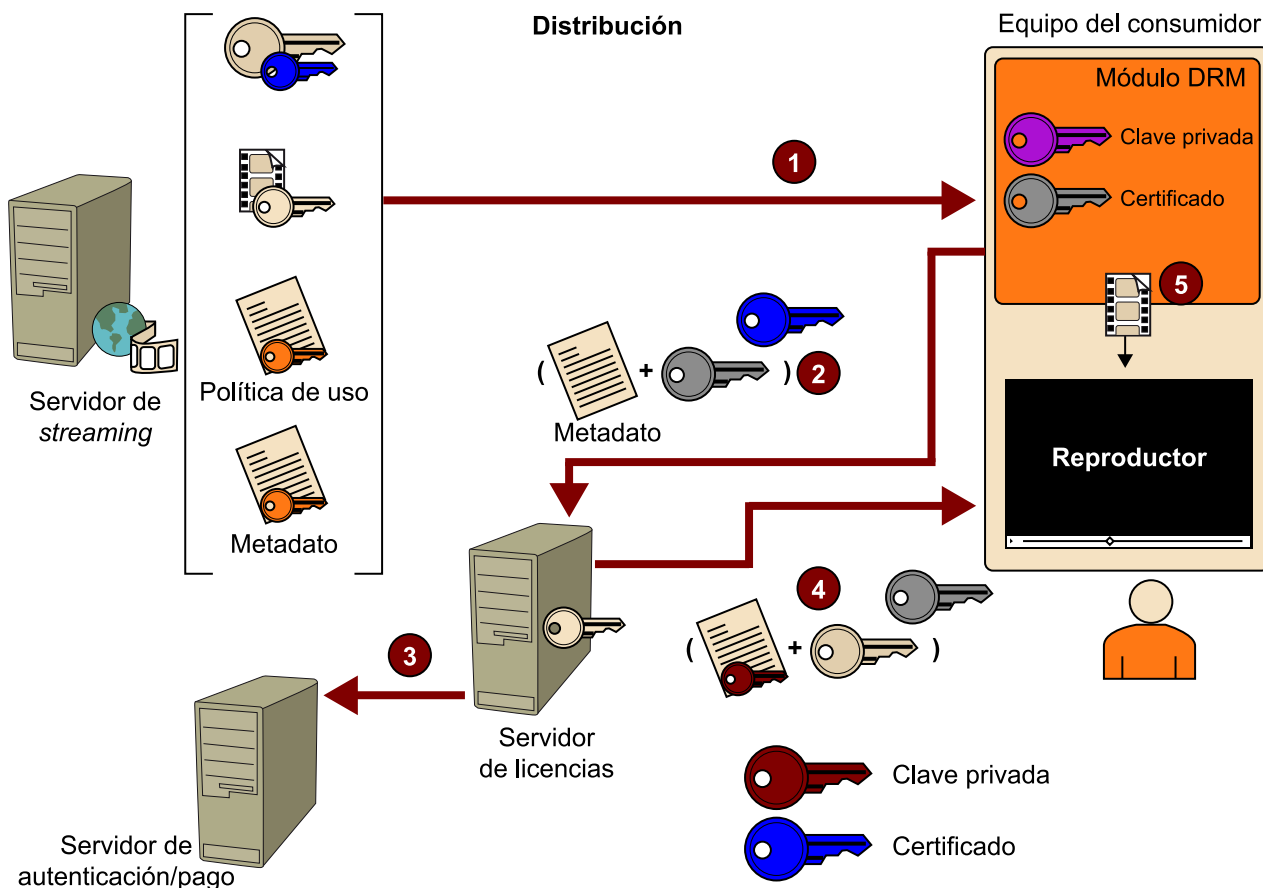 Distribución
Equipo del consumidor
Módulo DRM
Clave privada
Certificado
1
5
Política de uso
Servidor de
streaming
( + )
2
Metadato
Reproductor
Metadato
4
( + )
3
Servidor
de licencias
Clave privada
Certificado
Servidor de
autenticación/pago